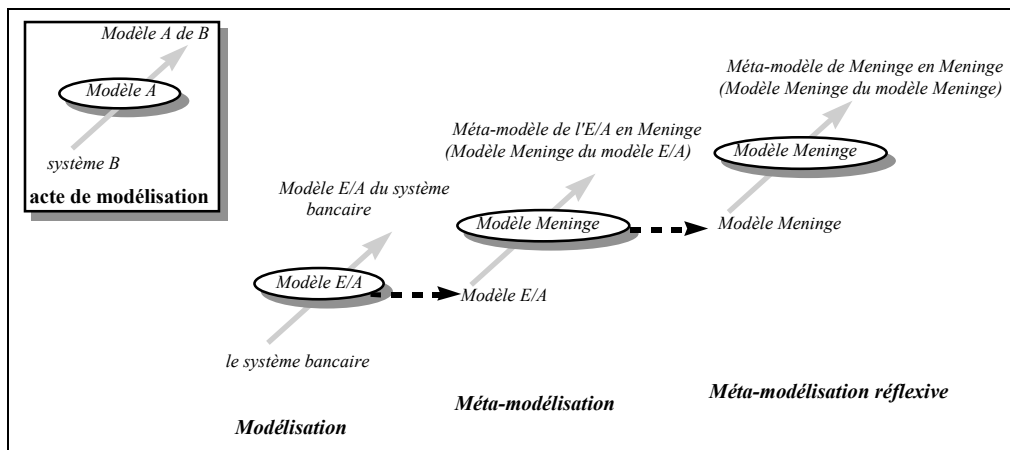 Modèle A de B
Modèle A
système B
acte de modélisation
Modèle E/A du système
bancaire
Modèle E/A
le système bancaire
Modélisation
Méta-modèle de l'E/A en Meninge
(Modèle Meninge du modèle E/A)
Modèle Meninge
Modèle E/A
Méta-modélisation
Méta-modèle de Meninge en Meninge
(Modèle Meninge du modèle Meninge)
Modèle Meninge
Modèle Meninge
Méta-modélisation réflexive